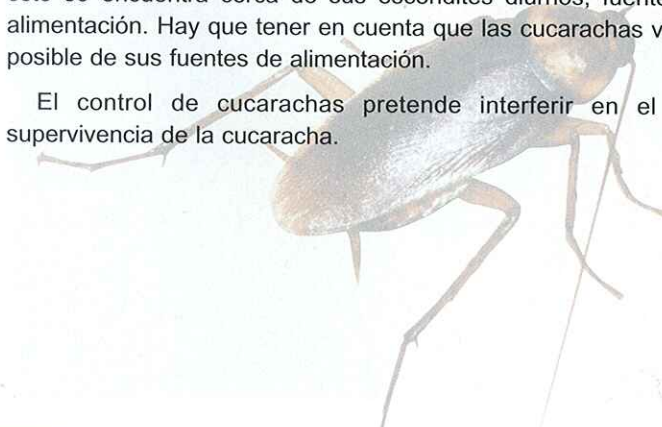 alimentación. Hay que tener en cuenta que las cucarachas v
posible de sus fuentes de alimentación.
El control de cucarachas pretende interferir en el
supervivencia de la cucaracha.